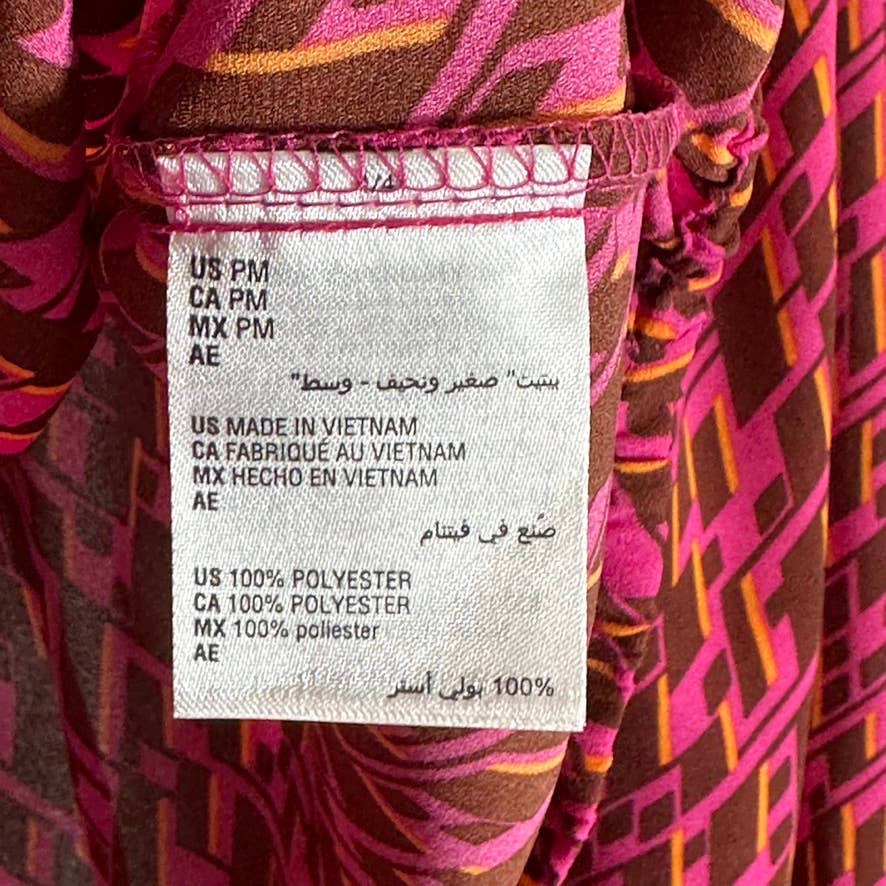 US PM
CA PM
MX PM
AE
"بيتيت" صغير ونحيف - وسط"
US MADE IN VIETNAM
CA FABRIQUÉ AU VIETNAM
MX HECHO EN VIETNAM
AE
صُنع في فيتنام
US 100% POLYESTER
CA 100% POLYESTER
MX 100% poliester
AE
100% بولي أستر